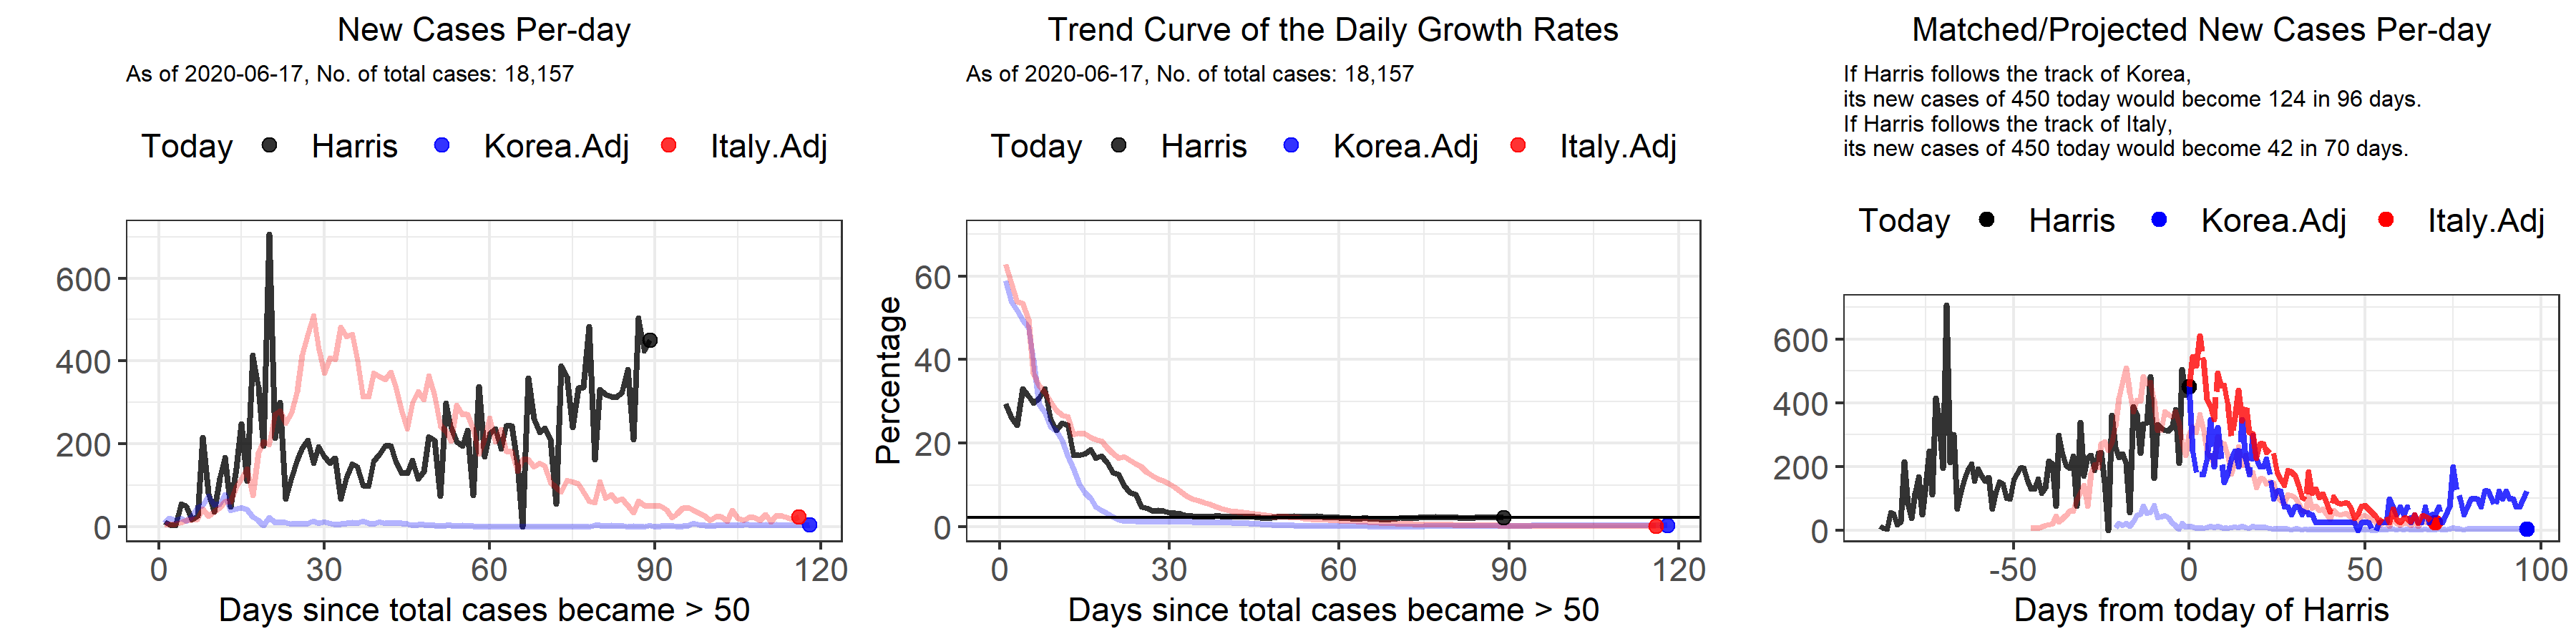 New Cases Per-day
As of 2020-06-17, No. of total cases: 18,157
Today Harris Korea.Adj Italy.Adj
600
400
200
0
0 30 60 90 120
Days since total cases became > 50
Trend Curve of the Daily Growth Rates
As of 2020-06-17, No. of total cases: 18,157
Today Harris Korea.Adj Italy.Adj
Percentage
60
40
20
0
0 30 60 90 120
Days since total cases became > 50
Matched/Projected New Cases Per-day
If Harris follows the track of Korea,
its new cases of 450 today would become 124 in 96 days.
If Harris follows the track of Italy,
its new cases of 450 today would become 42 in 70 days.
Today Harris Korea.Adj Italy.Adj
600
400
200
0
-50 0 50 100
Days from today of Harris